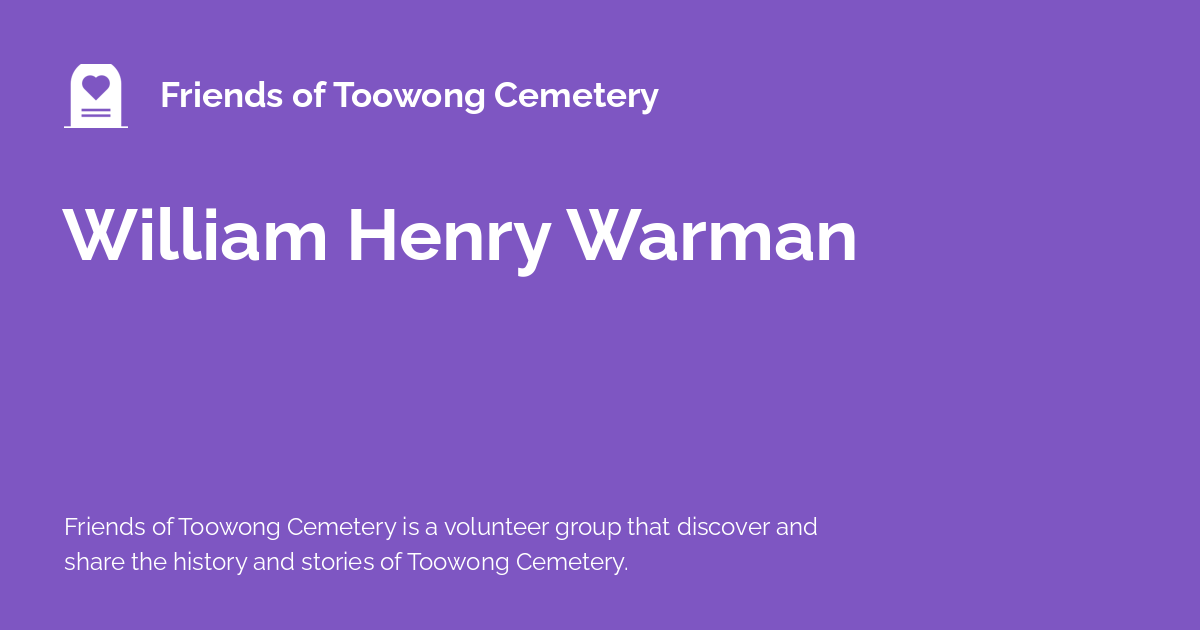 Friends of Toowong Cemetery
William Henry Warman
Friends of Toowong Cemetery is a volunteer group that discover and
share the history and stories of Toowong Cemetery.